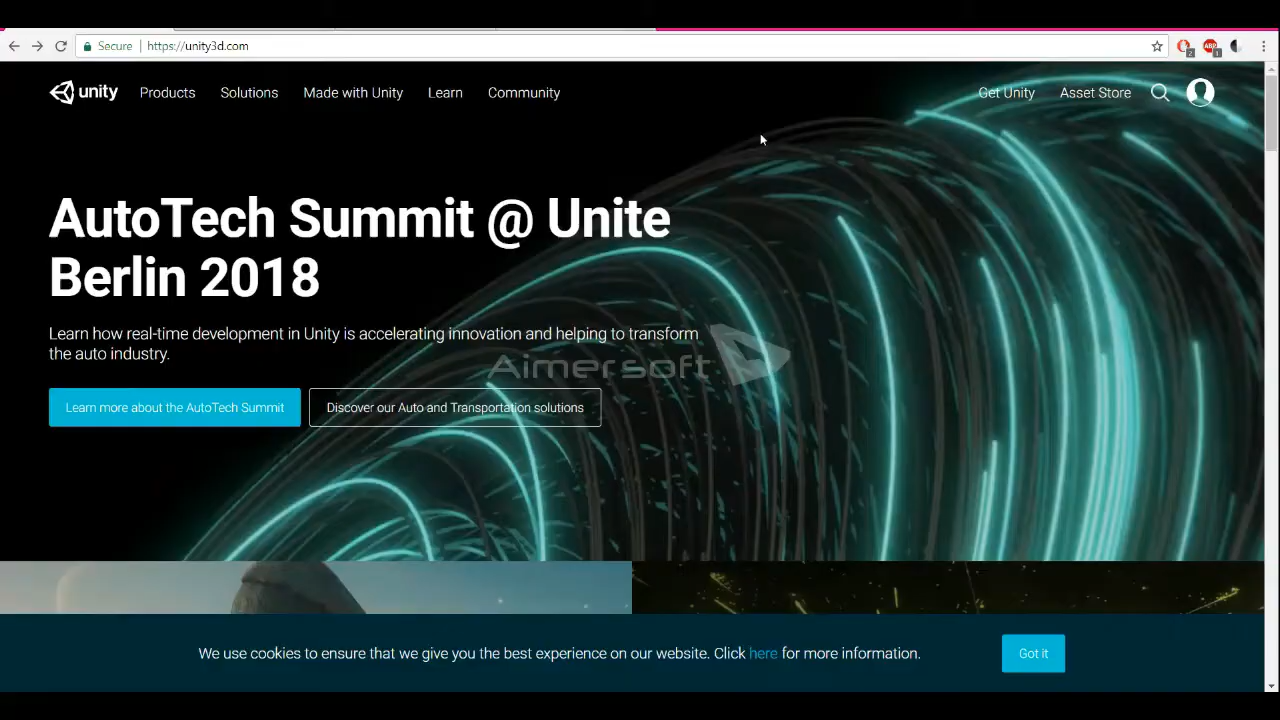 Secure
https://unity3d.com
2
1
unity
Products
Solutions
Made with Unity
Learn
Community
Get Unity
Asset Store
AutoTech Summit @ Unite
Berlin 2018
Learn how real-time development in Unity is accelerating innovation and helping to transform
the auto industry.
Aimersoft
Learn more about the AutoTech Summit
Discover our Auto and Transportation solutions
We use cookies to ensure that we give you the best experience on our website. Click here for more information.
Got it